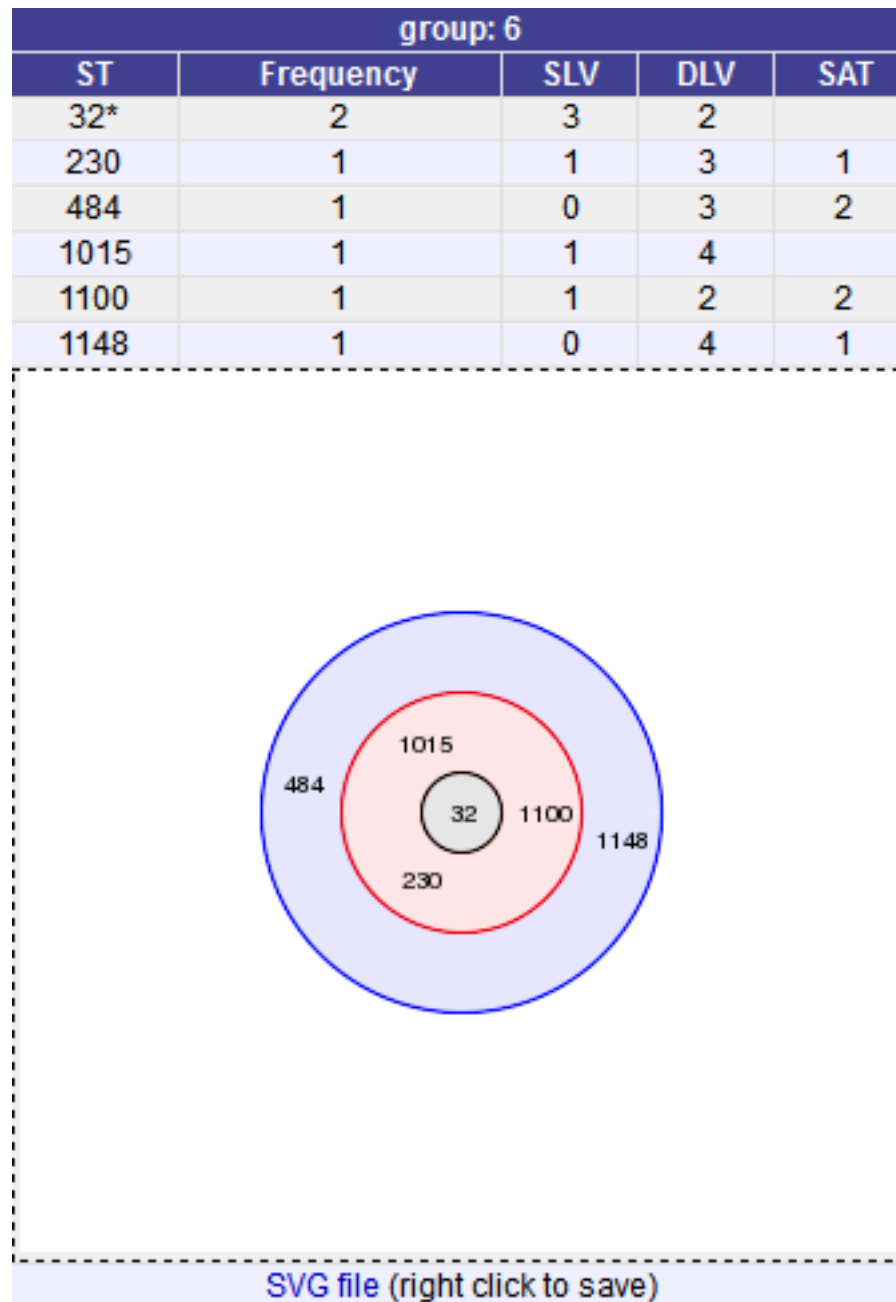 group: 6
ST Frequency SLV DLV SAT
32* 2 3 2
230 1 1 3 1
484 1 0 3 2
1015 1 1 4
1100 1 1 2 2
1148 1 0 4 1
1015
484
32 1100
1148
230
SVG file (right click to save)